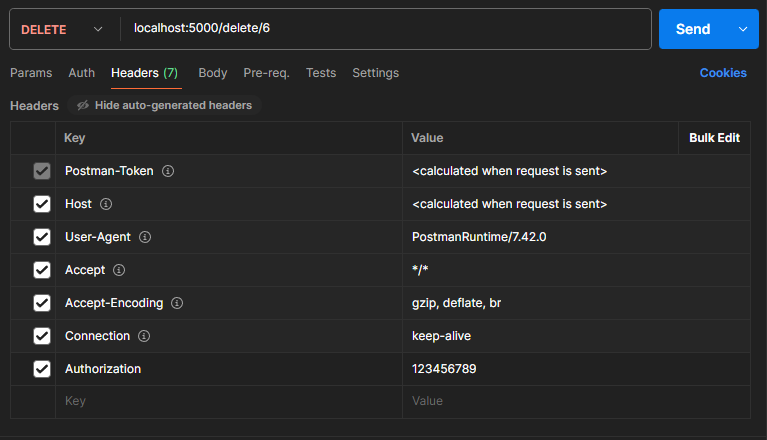 DELETE localhost:5000/delete/6 Send
Params Auth Headers (7) Body Pre-req. Tests Settings Cookies
Headers Hide auto-generated headers
Key Value Bulk Edit
Postman-Token <calculated when request is sent>
Host <calculated when request is sent>
User-Agent PostmanRuntime/7.42.0
Accept */*
Accept-Encoding gzip, deflate, br
Connection keep-alive
Authorization 123456789
Key Value